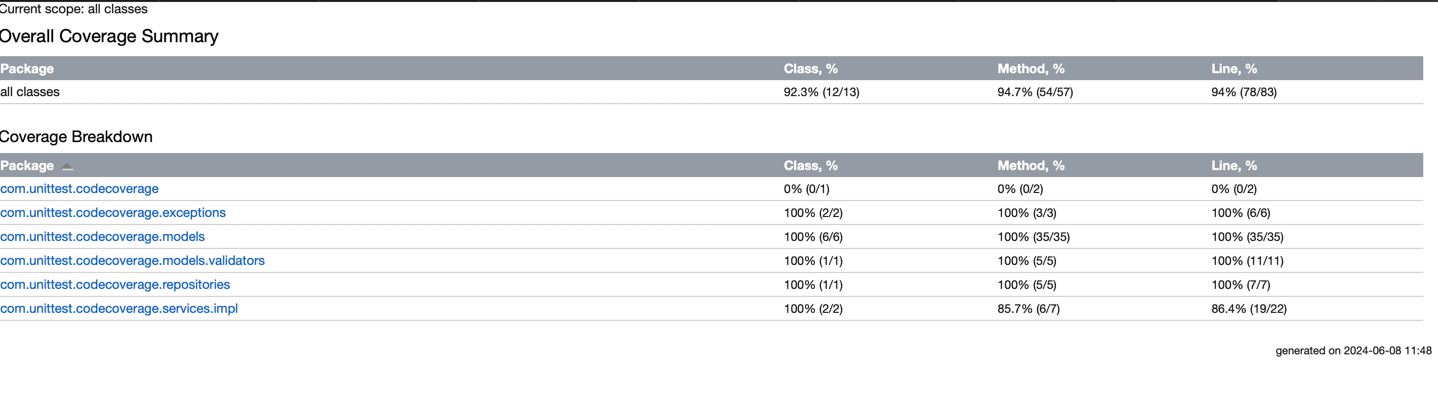 Current scope: all classes
Overall Coverage Summary
Package Class, % Method, % Line, %
all classes 92.3% (12/13) 94.7% (54/57) 94% (78/83)
Coverage Breakdown
Package Class, % Method, % Line, %
com.unittest.codecoverage 0% (0/1) 0% (0/2) 0% (0/2)
com.unittest.codecoverage.exceptions 100% (2/2) 100% (3/3) 100% (6/6)
com.unittest.codecoverage.models 100% (6/6) 100% (35/35) 100% (35/35)
com.unittest.codecoverage.models.validators 100% (1/1) 100% (5/5) 100% (11/11)
com.unittest.codecoverage.repositories 100% (1/1) 100% (5/5) 100% (7/7)
com.unittest.codecoverage.services.impl 100% (2/2) 85.7% (6/7) 86.4% (19/22)
generated on 2024-06-08 11:48